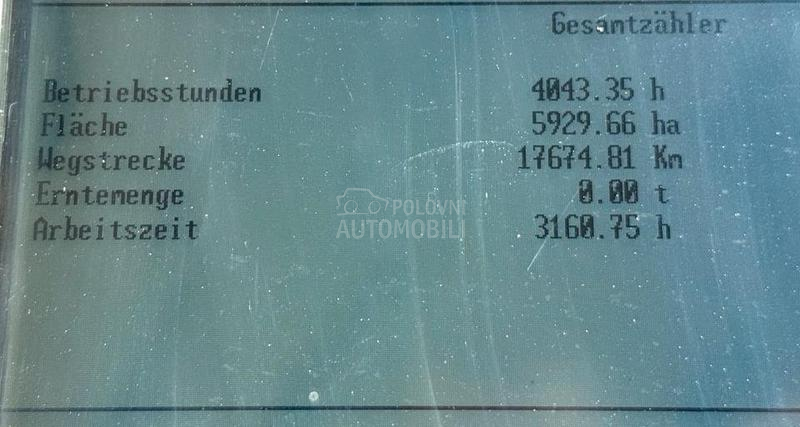 Gesamtzähler
Betriebsstunden 4043.35 h
Fläche 5929.66 ha
Wegstrecke 17674.81 Km
Erntemenge 0.00 t
Arbeitszeit 3160.75 h
POLOVNI
AUTOMOBILI